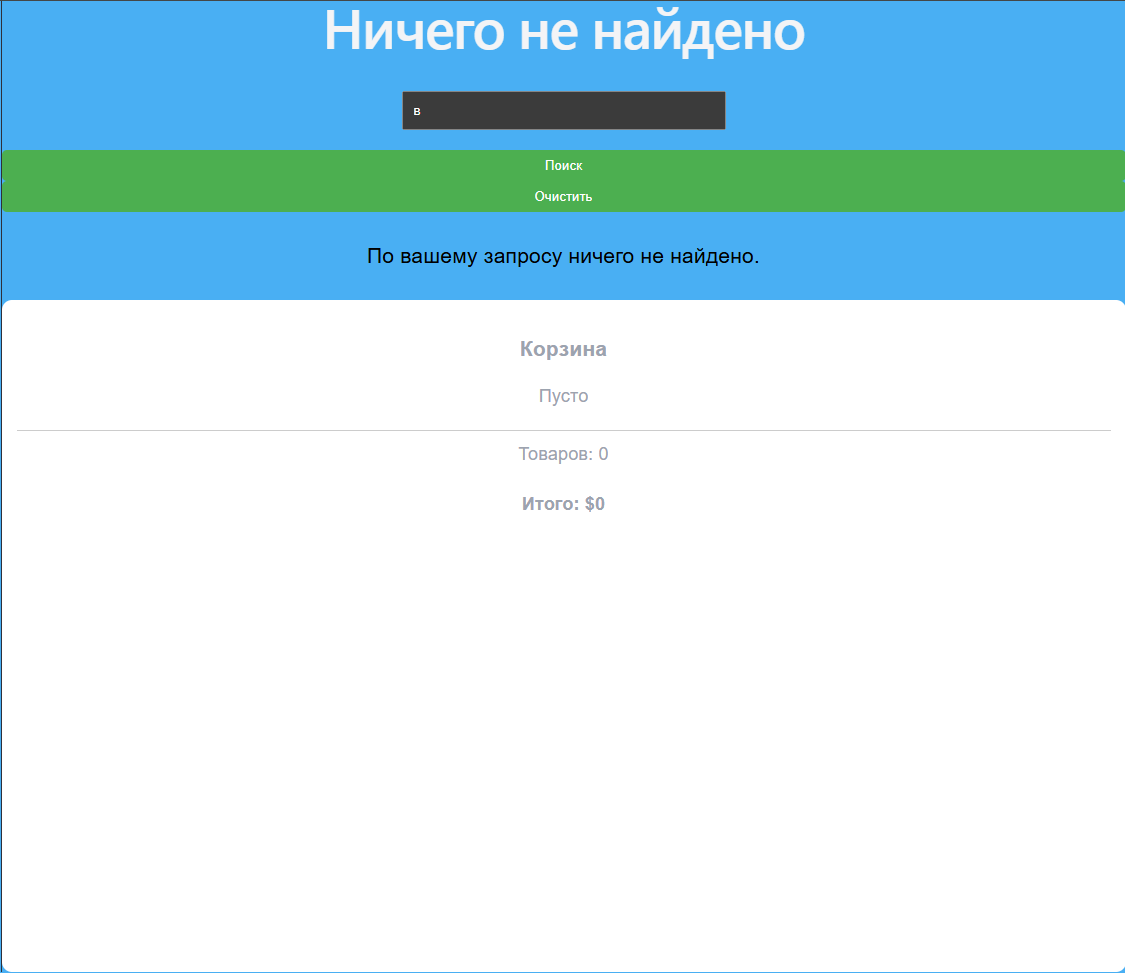 Ничего не найдено
в
Поиск
Очистить
По вашему запросу ничего не найдено.
Корзина
Пусто
Товаров: 0
Итого: $0